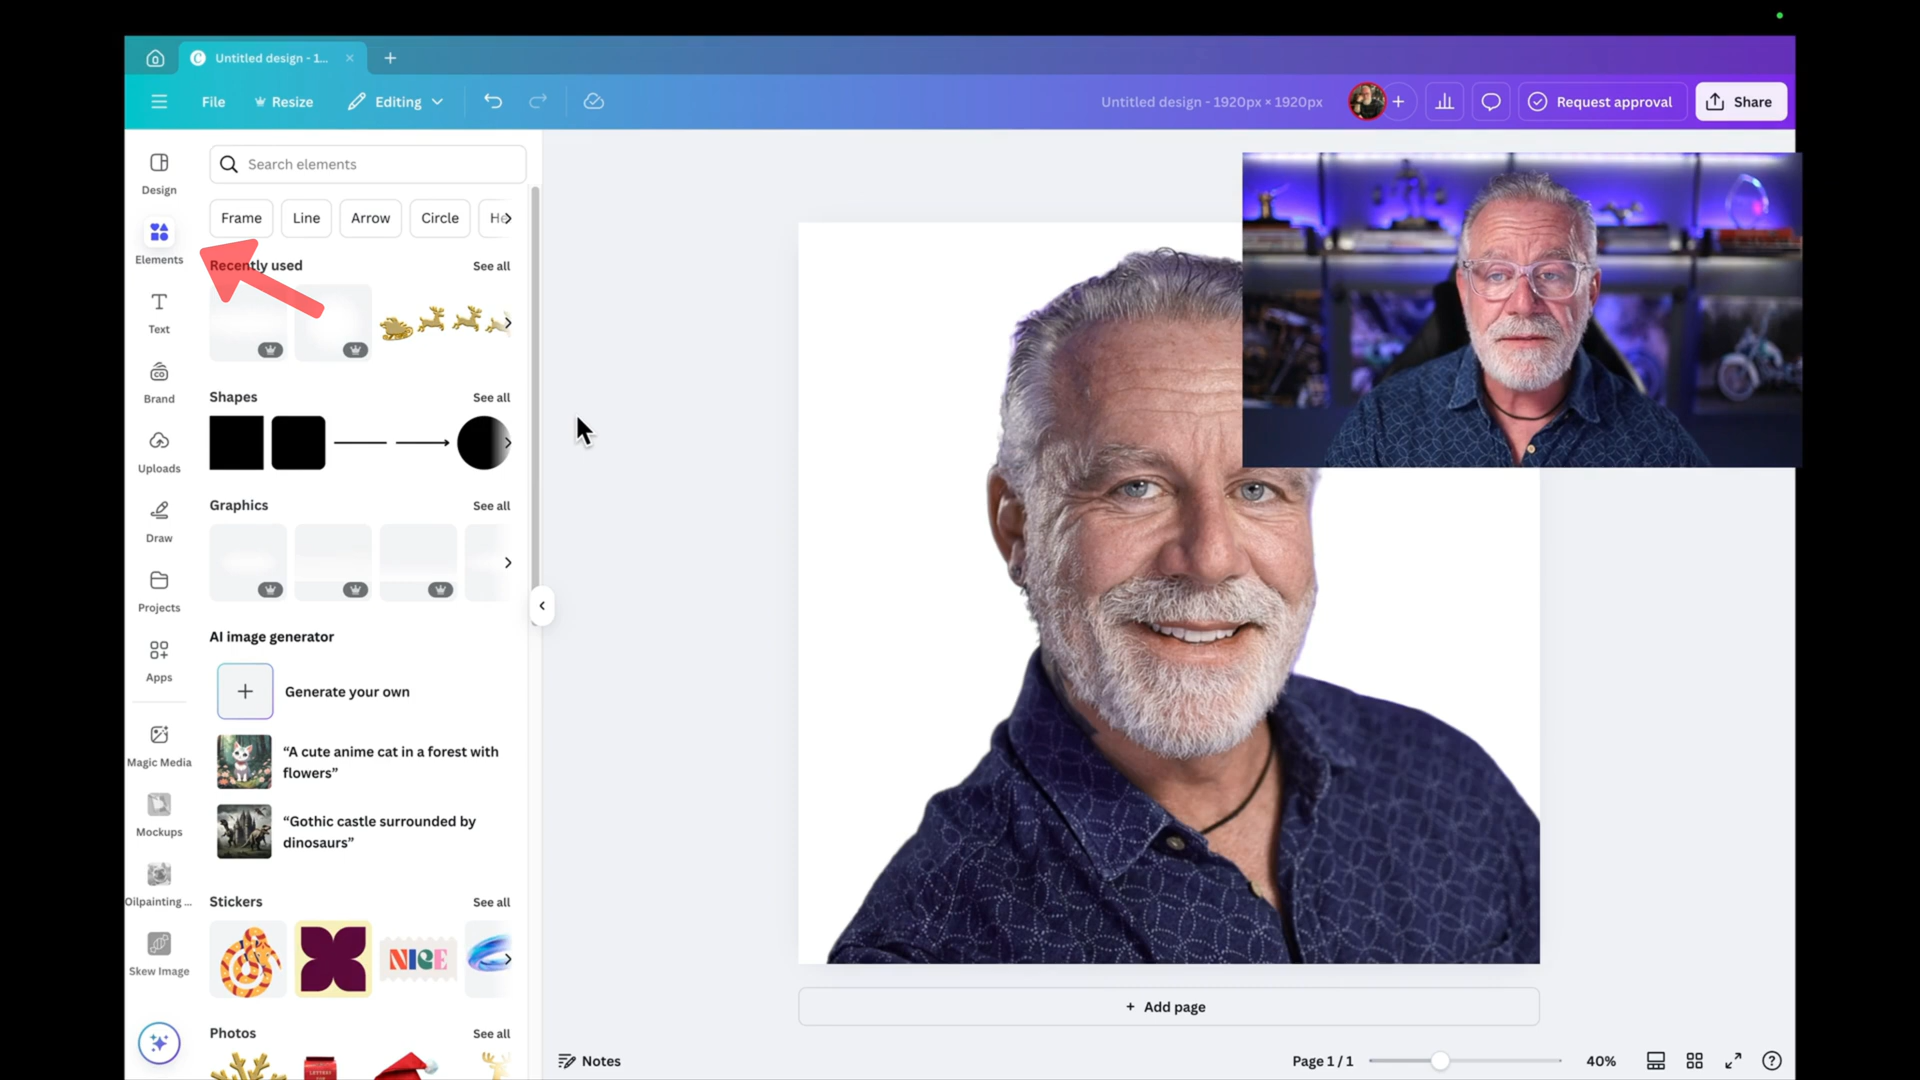 Untitled design - 1...
File
Resize
Editing
Untitled design - 1920px × 1920px
Request approval
Share
Design
Elements
Text
Brand
Uploads
Draw
Projects
Apps
Magic Media
Mockups
Oilpainting ...
Skew Image
Search elements
Frame
Line
Arrow
Circle
He
Recently used
See all
Shapes
See all
Graphics
See all
AI image generator
Generate your own
“A cute anime cat in a forest with
flowers”
“Gothic castle surrounded by
dinosaurs”
Stickers
See all
NICE
Photos
See all
+ Add page
Notes
Page 1 / 1
40%